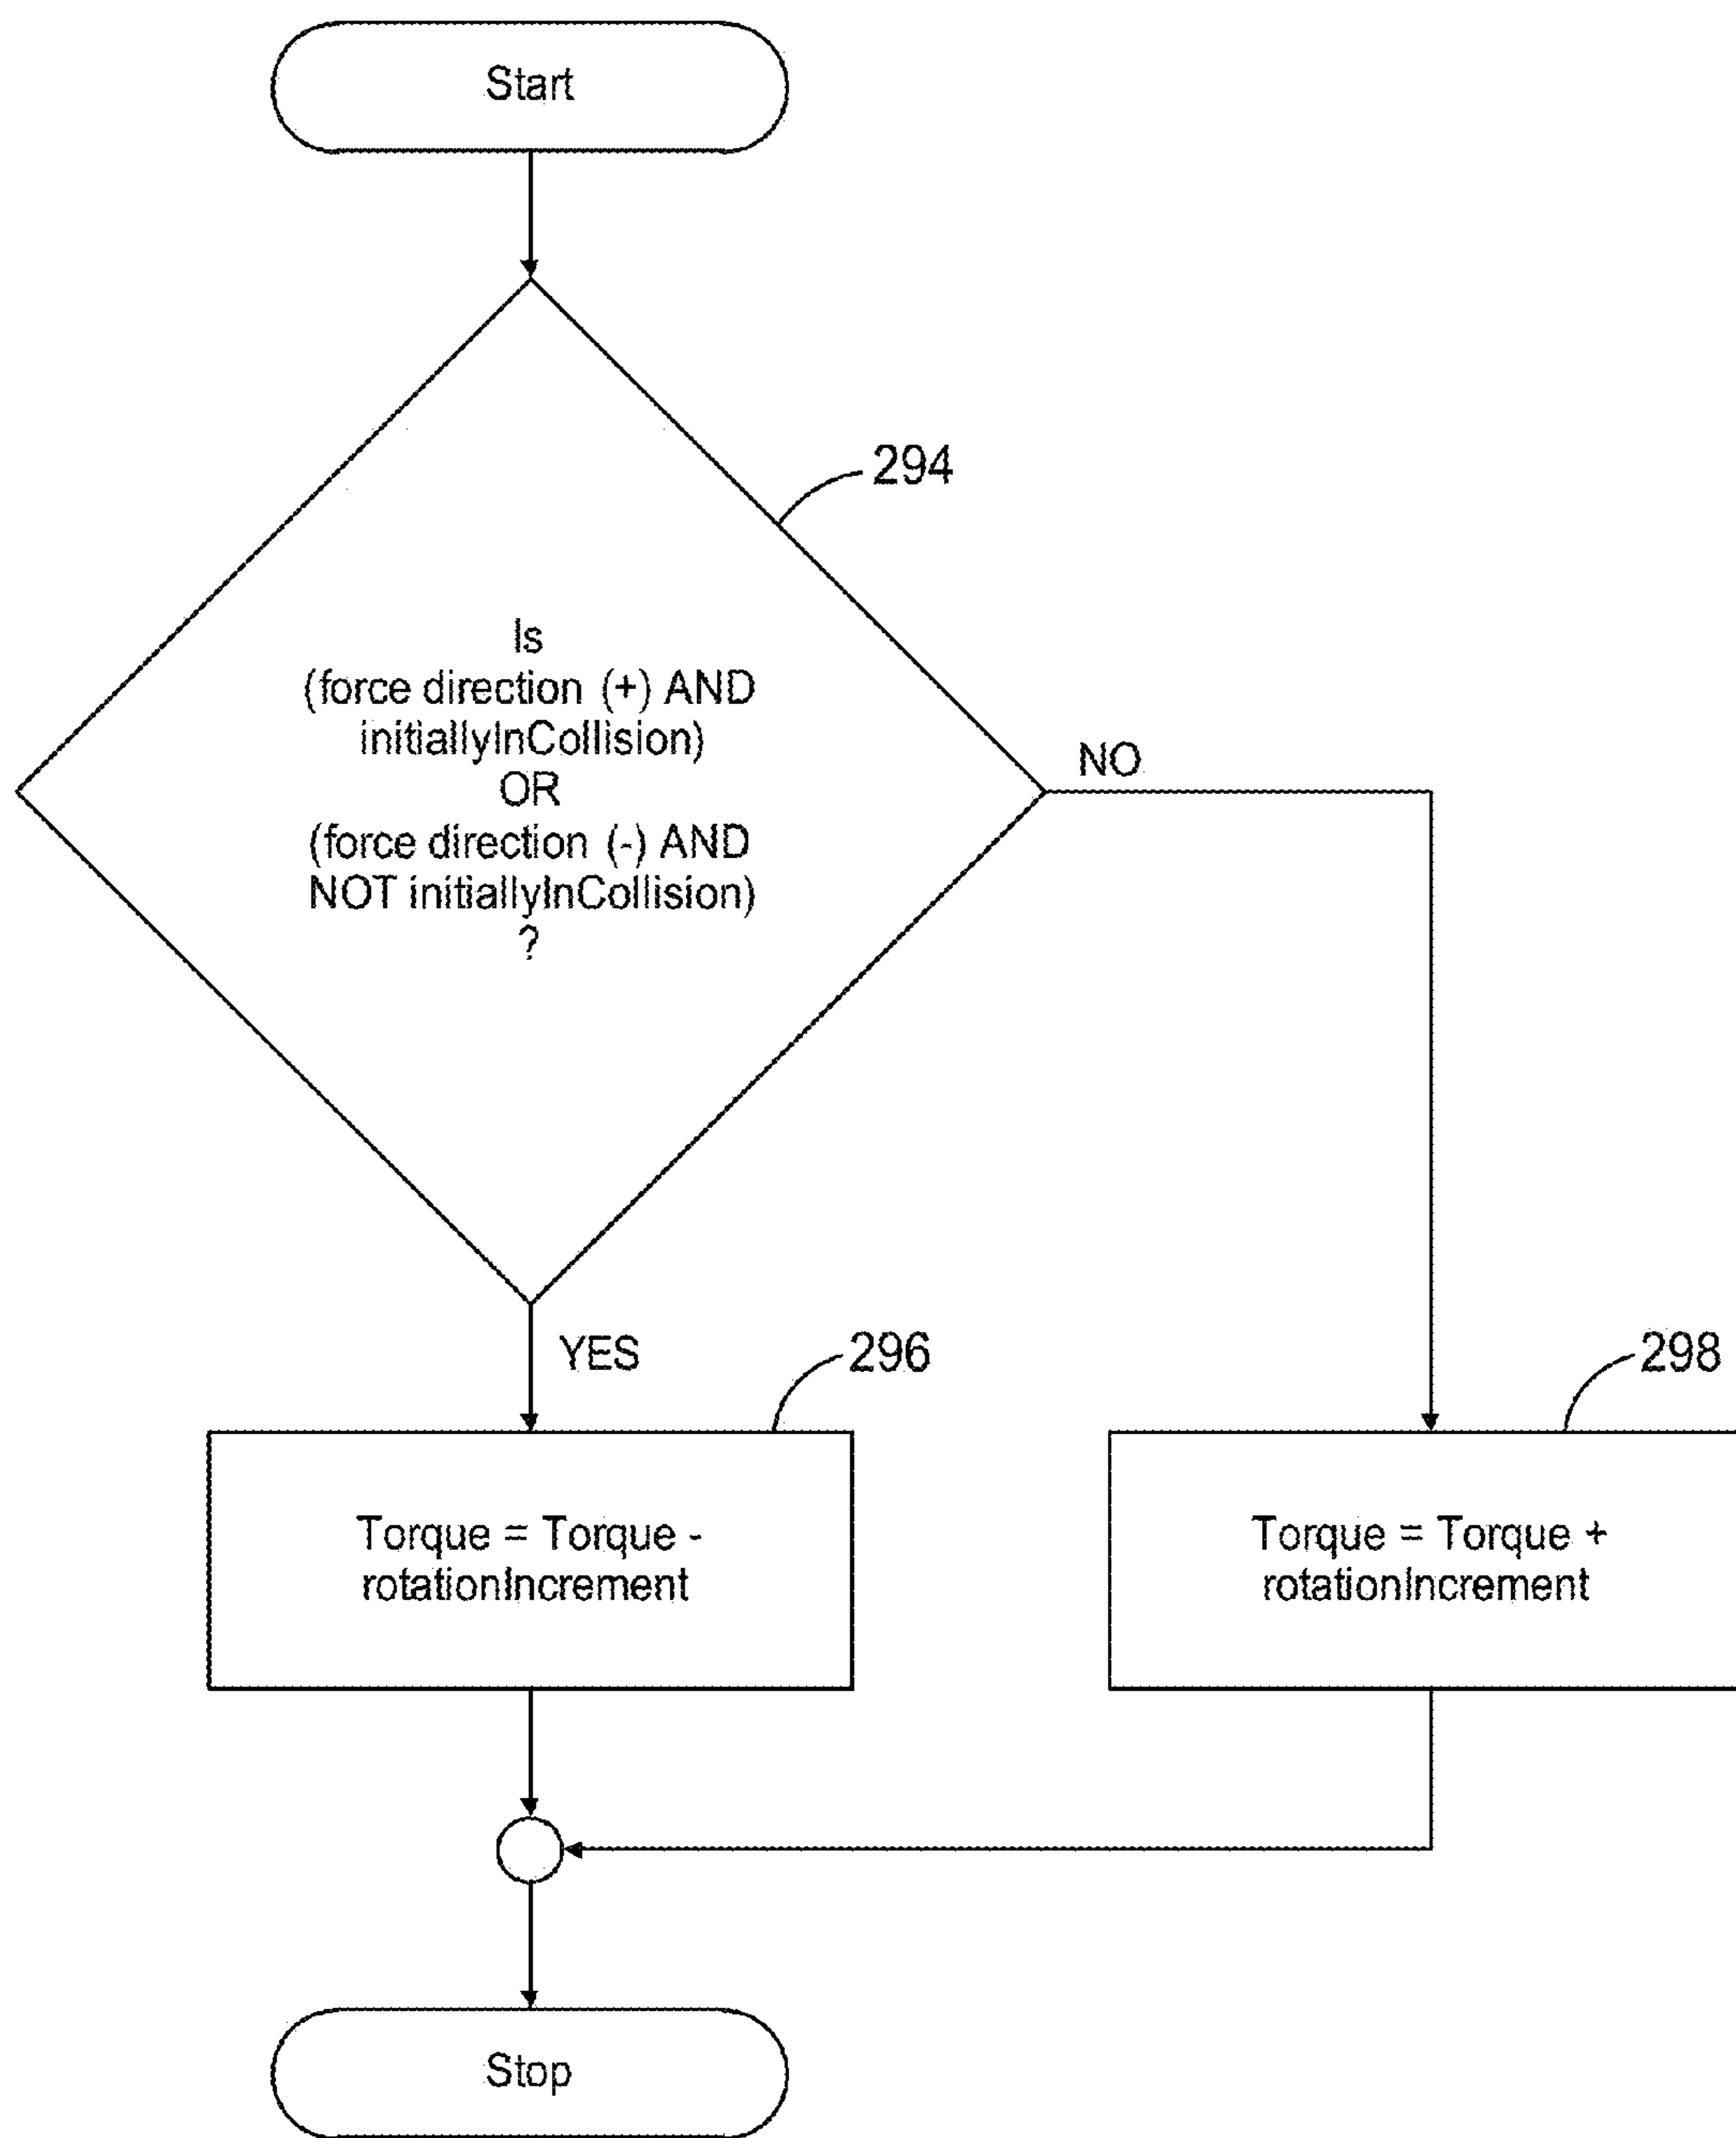 Start
294
Is
(force direction (+) AND
initiallyInCollision)
OR
(force direction (-) AND
NOT initiallyInCollision)
?
NO
YES
296
298
Torque = Torque -
rotationIncrement
Torque = Torque +
rotationIncrement
Stop